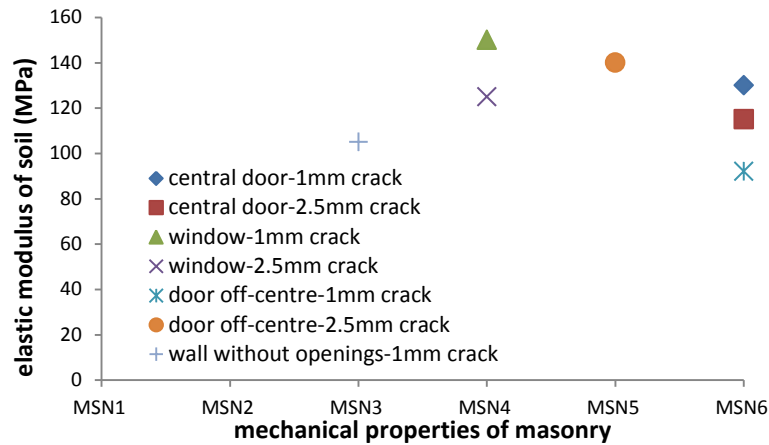 160
140
120
100
80
60
40
20
0
elastic modulus of soil (MPa)
central door-1mm crack
central door-2.5mm crack
window-1mm crack
window-2.5mm crack
door off-centre-1mm crack
door off-centre-2.5mm crack
wall without openings-1mm crack
MSN1 MSN2 MSN3 MSN4 MSN5 MSN6
mechanical properties of masonry